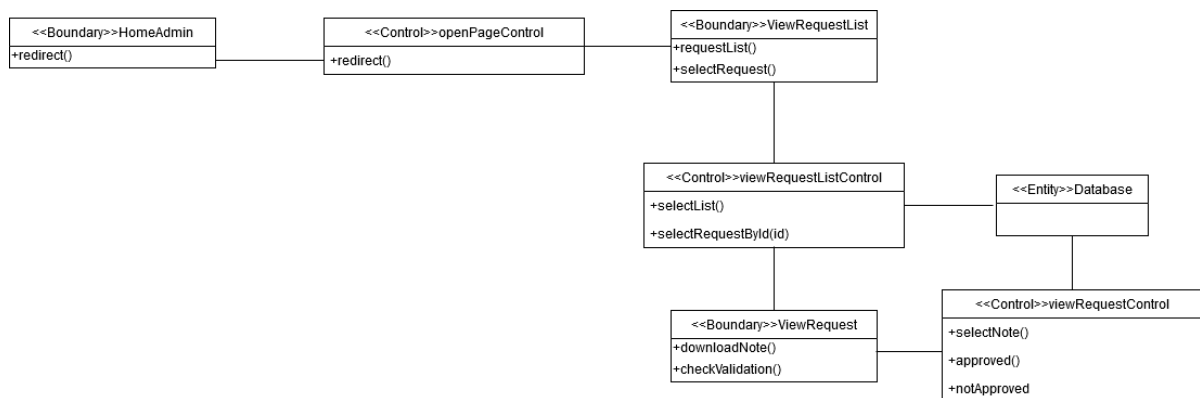 <<Boundary>>HomeAdmin
+redirect()
<<Control>>openPageControl
+redirect()
<<Boundary>>ViewRequestList
+requestList()
+selectRequest()
<<Control>>viewRequestListControl
+selectList()
+selectRequestById(id)
<<Entity>>Database
<<Boundary>>ViewRequest
+downloadNote()
+checkValidation()
<<Control>>viewRequestControl
+selectNote()
+approved()
+notApproved